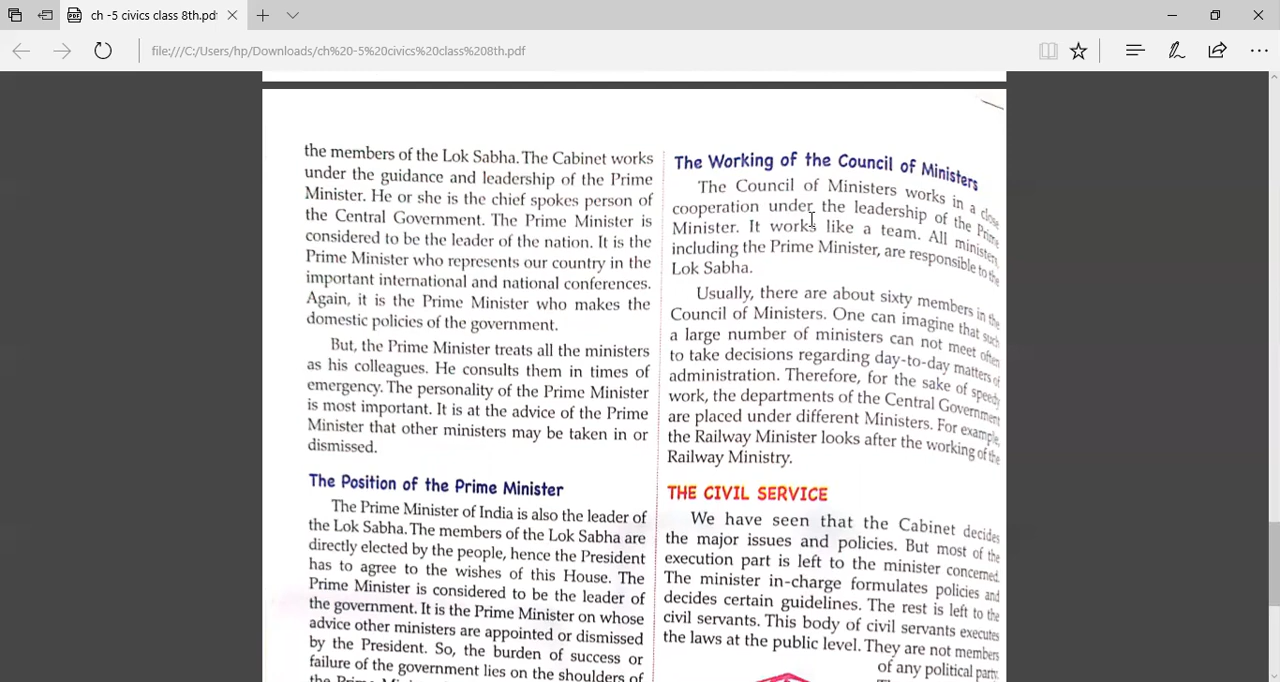 ch -5 civics class 8th.pdf
file:///C:/Users/hp/Downloads/ch%20-5%20civics%20class%208th.pdf
the members of the Lok Sabha. The Cabinet works
under the guidance and leadership of the Prime
Minister. He or she is the chief spokes person of
the Central Government. The Prime Minister is
considered to be the leader of the nation. It is the
Prime Minister who represents our country in the
important international and national conferences.
Again, it is the Prime Minister who makes the
domestic policies of the government.
But, the Prime Minister treats all the ministers
as his colleagues. He consults them in times of
emergency. The personality of the Prime Minister
is most important. It is at the advice of the Prime
Minister that other ministers may be taken in or
dismissed.
The Position of the Prime Minister
The Prime Minister of India is also the leader of
the Lok Sabha. The members of the Lok Sabha are
directly elected by the people, hence the President
has to agree to the wishes of this House. The
Prime Minister is considered to be the leader of
the government. It is the Prime Minister on whose
advice other ministers are appointed or dismissed
by the President. So, the burden of success or
failure of the government lies on the shoulders of
the Prime
The Working of the Council of Ministers
The Council of Ministers works in a close
cooperation under the leadership of the Prime
Minister. It works like a team. All ministers,
including the Prime Minister, are responsible to the
Lok Sabha.
Usually, there are about sixty members in the
Council of Ministers. One can imagine that such
a large number of ministers can not meet often
to take decisions regarding day-to-day matters of
administration. Therefore, for the sake of speedy
work, the departments of the Central Government
are placed under different Ministers. For example,
the Railway Minister looks after the working of the
Railway Ministry.
THE CIVIL SERVICE
We have seen that the Cabinet decides
the major issues and policies. But most of the
execution part is left to the minister concerned.
The minister in-charge formulates policies and
decides certain guidelines. The rest is left to the
civil servants. This body of civil servants executes
the laws at the public level. They are not members
of any political party.